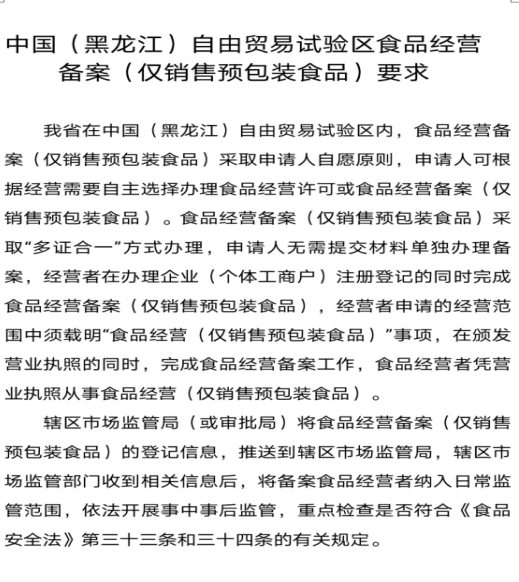 中国（黑龙江）自由贸易试验区食品经营
备案（仅销售预包装食品）要求
我省在中国（黑龙江）自由贸易试验区内，食品经营备
案（仅销售预包装食品）采取申请人自愿原则，申请人可根
据经营需要自主选择办理食品经营许可或食品经营备案（仅
销售预包装食品）。食品经营备案（仅销售预包装食品）采
取“多证合一”方式办理，申请人无需提交材料单独办理备
案，经营者在办理企业（个体工商户）注册登记的同时完成
食品经营备案（仅销售预包装食品），经营者申请的经营范
围中须载明“食品经营（仅销售预包装食品）”事项，在颁发
营业执照的同时，完成食品经营备案工作，食品经营者凭营
业执照从事食品经营（仅销售预包装食品）。
辖区市场监管局（或审批局）将食品经营备案（仅销售
预包装食品）的登记信息，推送到辖区市场监管局，辖区市
场监管部门收到相关信息后，将备案食品经营者纳入日常监
管范围，依法开展事中事后监管，重点检查是否符合《食品
安全法》第三十三条和三十四条的有关规定。